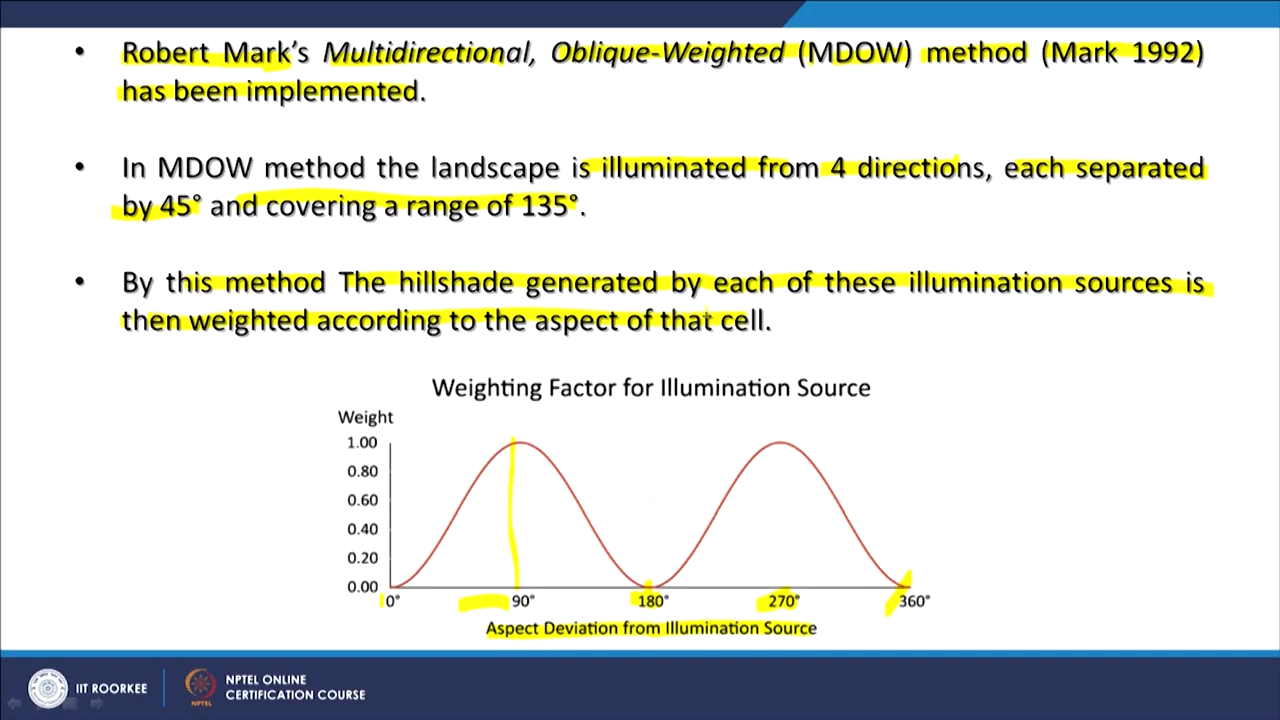 • Robert Mark's Multidirectional, Oblique-Weighted (MDOW) method (Mark 1992)
has been implemented.
• In MDOW method the landscape is illuminated from 4 directions, each separated
by 45° and covering a range of 135°.
• By this method The hillshade generated by each of these illumination sources is
then weighted according to the aspect of that cell.
Weighting Factor for Illumination Source
Weight
1.00
0.80
0.60
0.40
0.20
0.00
0° 90° 180° 270° 360°
Aspect Deviation from Illumination Source
IIT ROORKEE
NPTEL ONLINE
CERTIFICATION COURSE
NPTEL